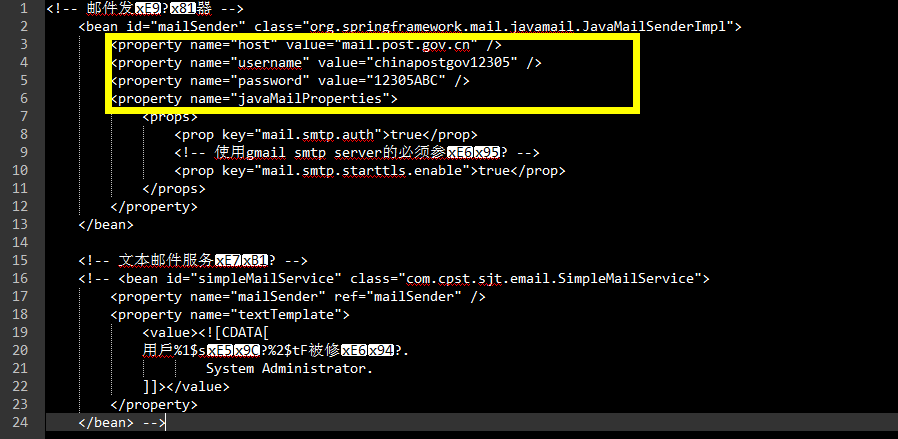 1 <!-- 邮件发xE9?x81器 -->
2 <bean id="mailSender" class="org.springframework.mail.javamail.JavaMailSenderImpl">
3 <property name="host" value="mail.post.gov.cn" />
4 <property name="username" value="chinapostgov12305" />
5 <property name="password" value="12305ABC" />
6 <property name="javaMailProperties">
7 <props>
8 <prop key="mail.smtp.auth">true</prop>
9 <!-- 使用gmail smtp server的必须参xE6x95? -->
10 <prop key="mail.smtp.starttls.enable">true</prop>
11 </props>
12 </property>
13 </bean>
14
15 <!-- 文本邮件服务xE7xB1? -->
16 <!-- <bean id="simpleMailService" class="com.cpst.sjt.email.SimpleMailService">
17 <property name="mailSender" ref="mailSender" />
18 <property name="textTemplate">
19 <value><![CDATA[
20 用戶%1$sxE5x9C?%2$tF被修xE6x94?.
21 System Administrator.
22 ]]></value>
23 </property>
24 </bean> -->